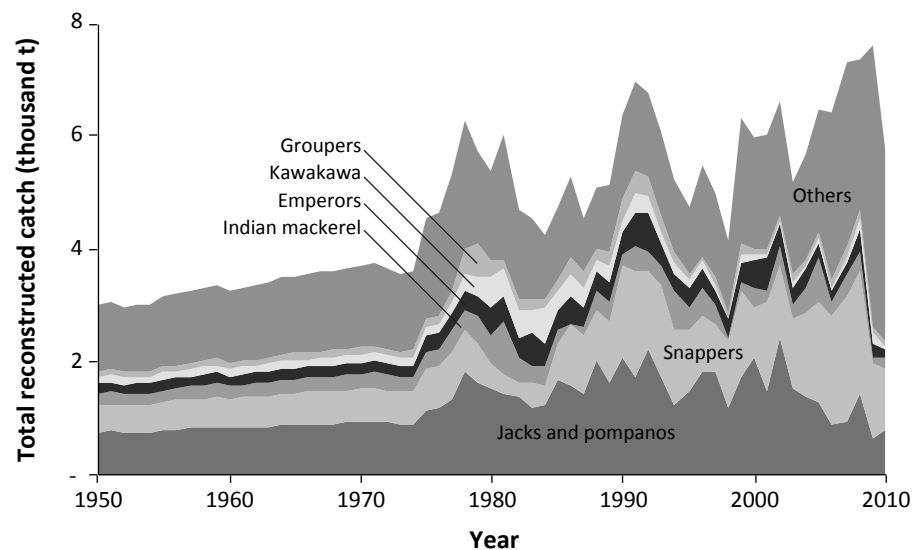 Total reconstructed catch (thousand t)
8
6
4
2
-
Groupers
Kawakawa
Emperors
Indian mackerel
Others
Snappers
Jacks and pompanos
1950 1960 1970 1980 1990 2000 2010
Year